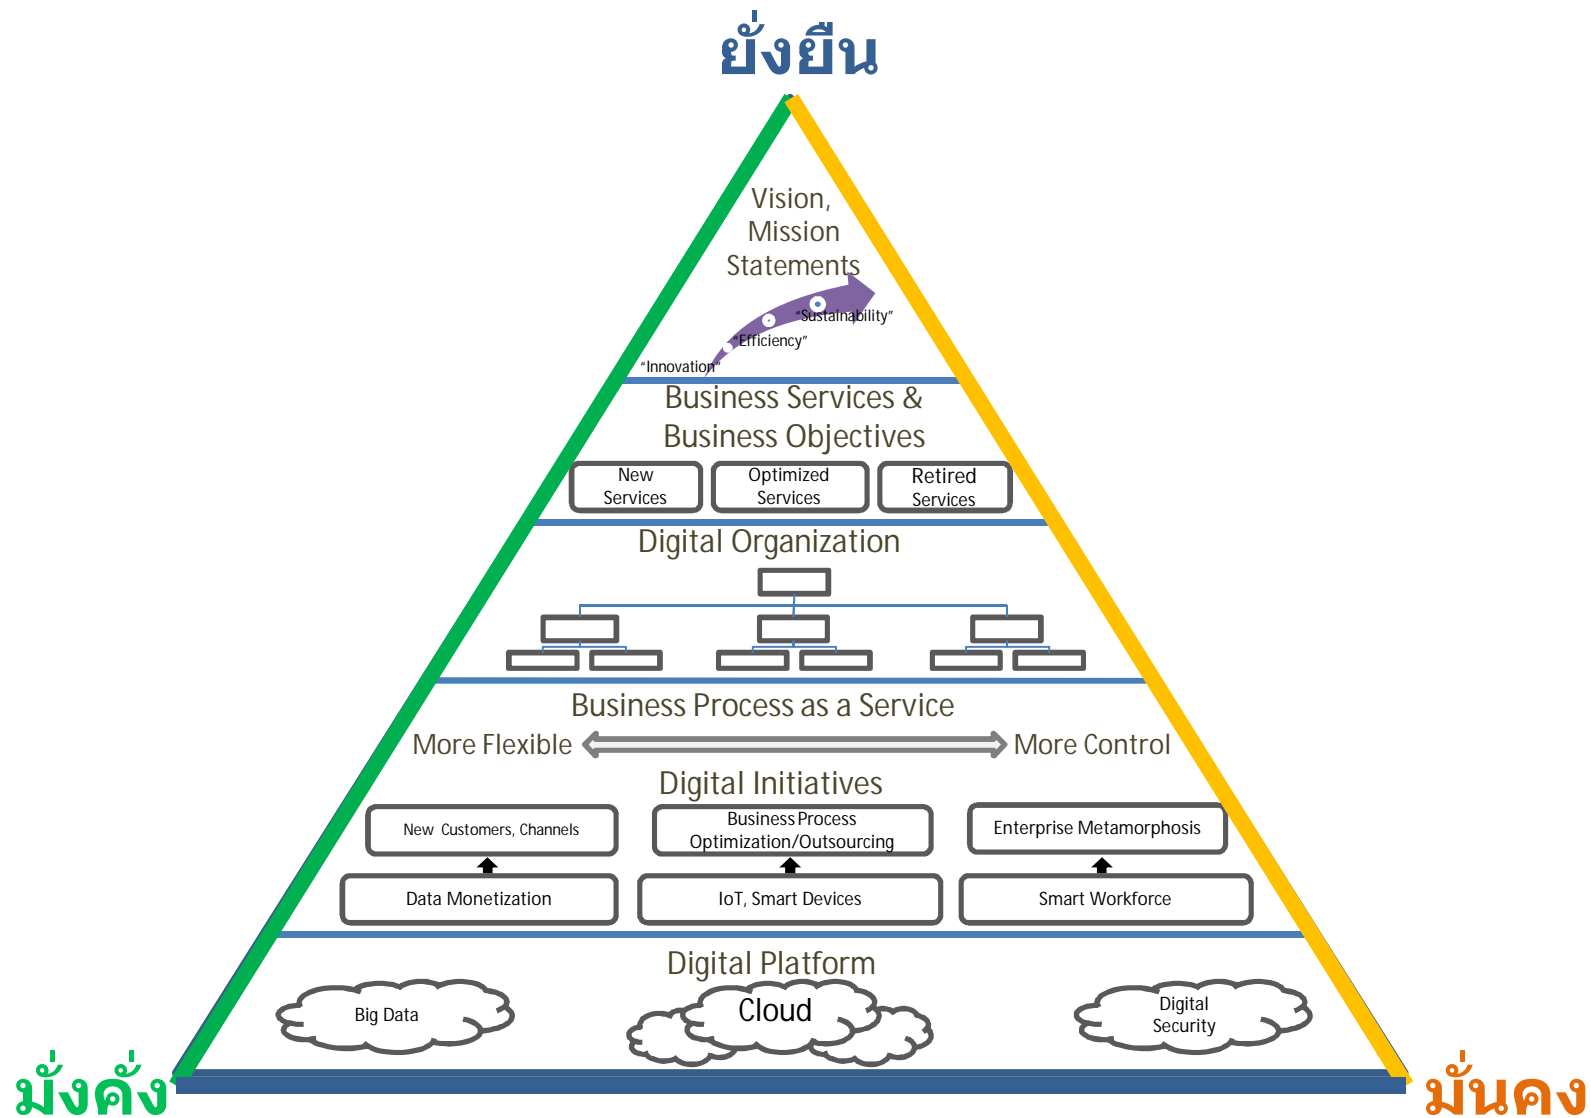 ยั่งยืน
Vision,
Mission
Statements
“Sustainability”
“Efficiency”
“Innovation”
Business Services &
Business Objectives
New
Services
Optimized
Services
Retired
Services
Digital Organization
Business Process as a Service
More Flexible
More Control
Digital Initiatives
New Customers, Channels
Business Process
Optimization/Outsourcing
Enterprise Metamorphosis
Data Monetization
IoT, Smart Devices
Smart Workforce
Digital Platform
Big Data
Cloud
Digital
Security
มั่งคั่ง
มั่นคง